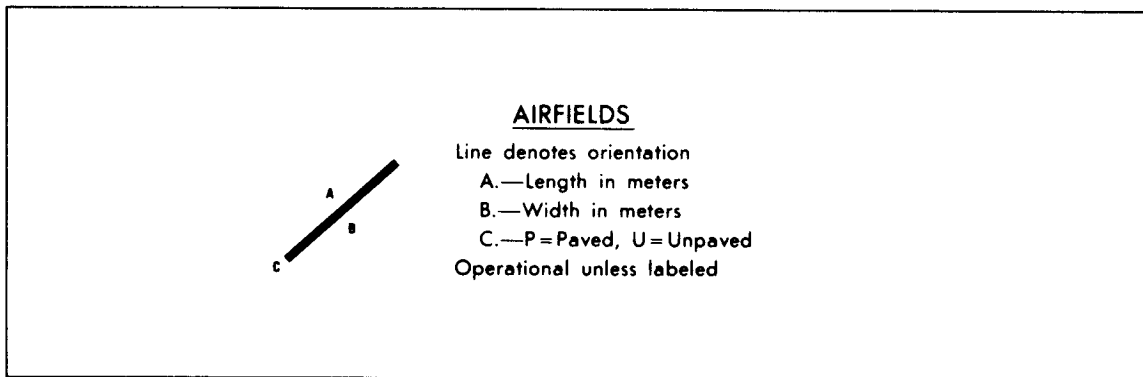 AIRFIELDS
Line denotes orientation
A.—Length in meters
B.—Width in meters
C.—P=Paved, U=Unpaved
Operational unless labeled
A
B
C